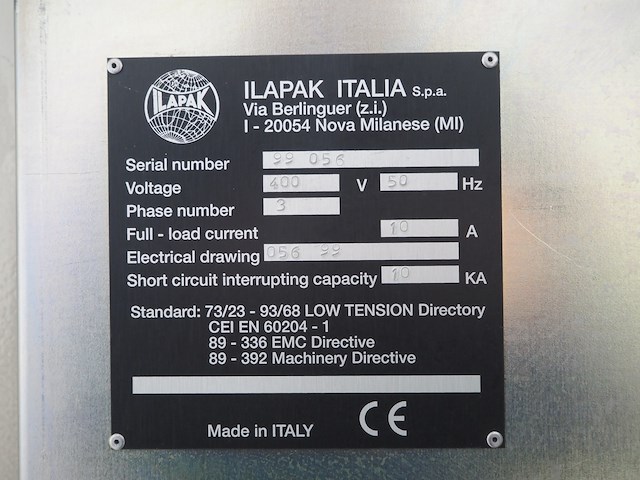 ILAPAK
ILAPAK ITALIA S.p.a.
Via Berlinguer (z.i.)
I - 20054 Nova Milanese (MI)
Serial number 99 056
Voltage 400 V 50 Hz
Phase number 3
Full - load current 10 A
Electrical drawing 056 99
Short circuit interrupting capacity 10 KA
Standard: 73/23 - 93/68 LOW TENSION Directory
CEI EN 60204 - 1
89 - 336 EMC Directive
89 - 392 Machinery Directive
Made in ITALY CE